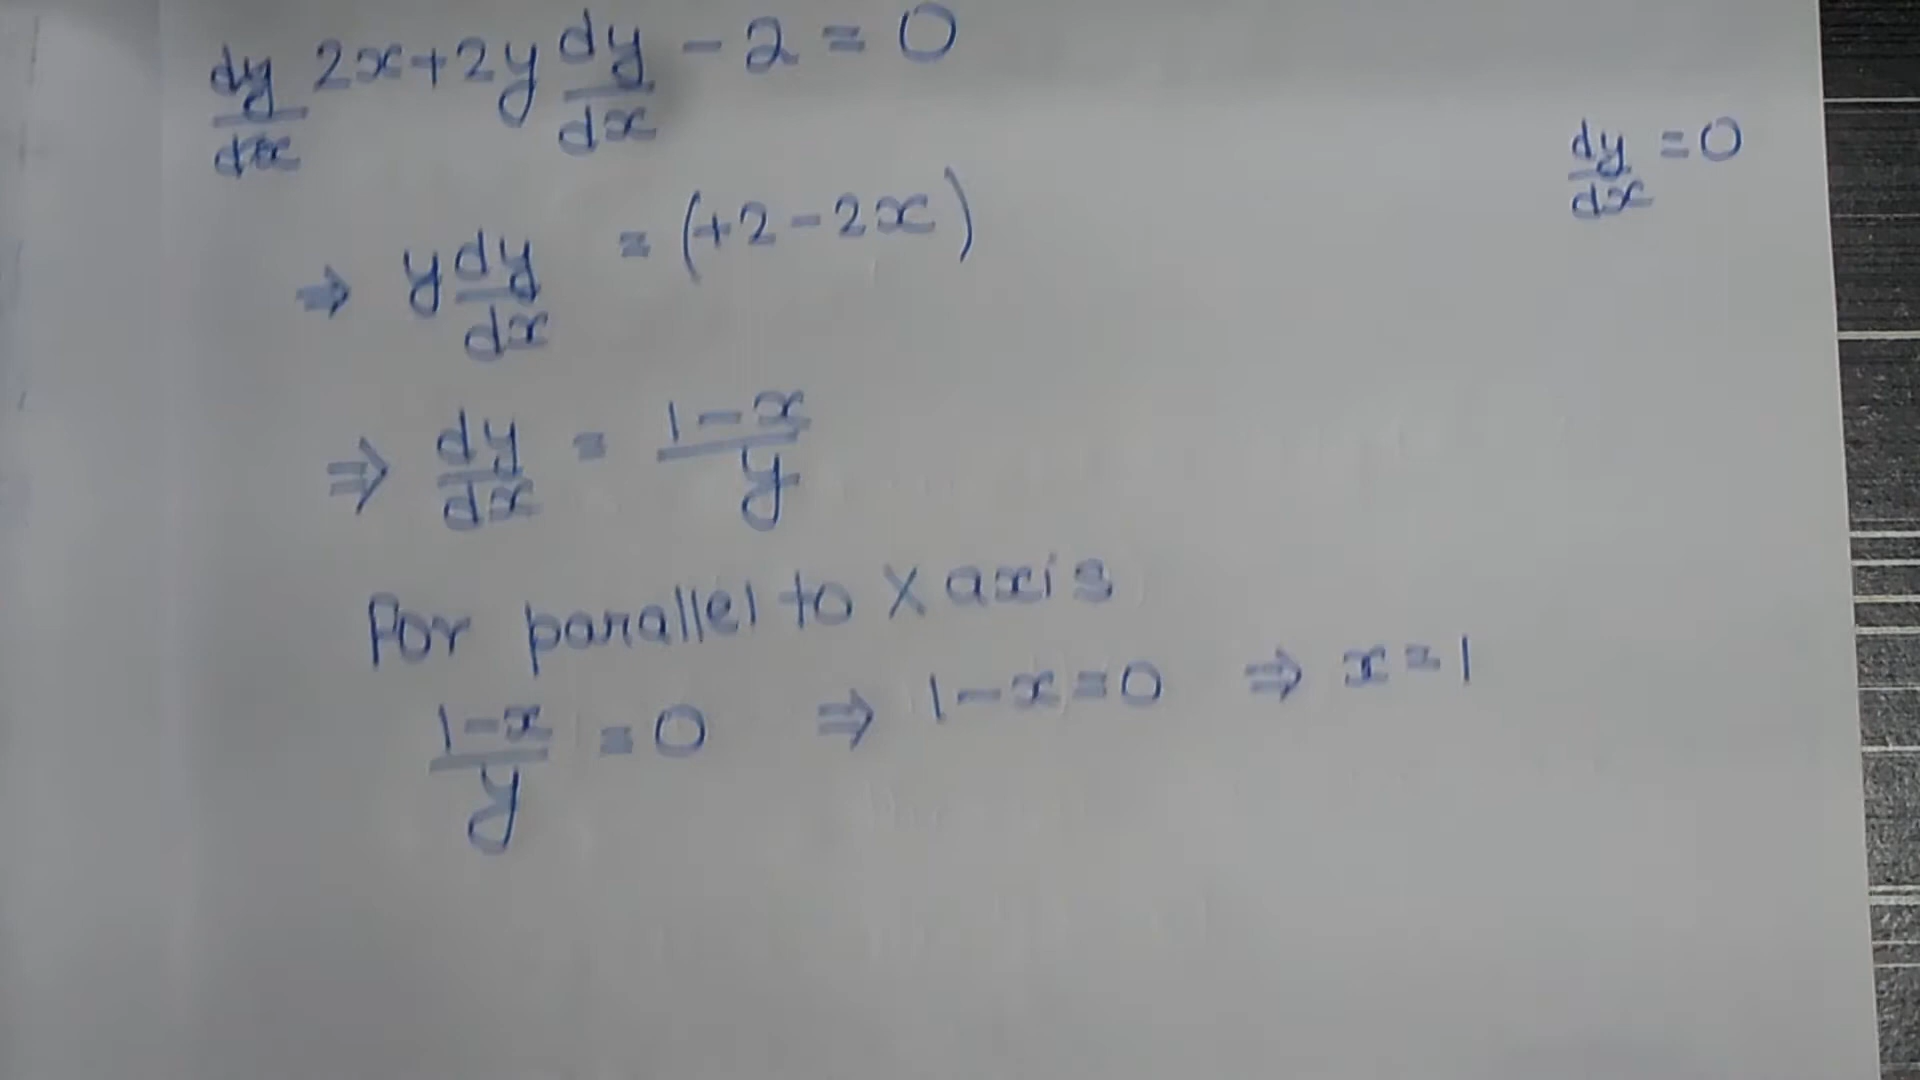 dy/dx 2x+2y dy/dx - 2 = 0
dy/dx = 0
⇒ y dy/dx = (+2-2x)
⇒ dy/dx = 1-x/y
For parallel to X axis
1-x/y = 0 ⇒ 1-x=0 ⇒ x=1